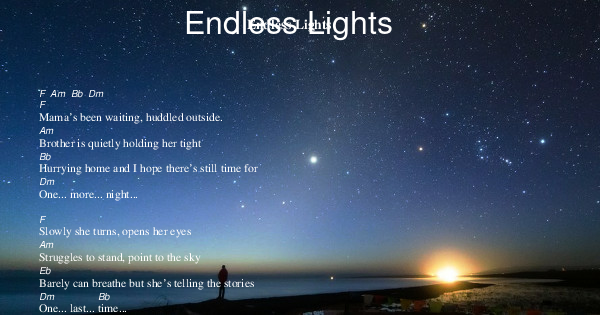 Endless Lights
Endless Lights
F Am Bb Dm
F
Mama's been waiting, huddled outside.
Am
Brother is quietly holding her tight
Bb
Hurrying home and I hope there's still time for
Dm
One... more... night...
F
Slowly she turns, opens her eyes
Am
Struggles to stand, point to the sky
Eb
Barely can breathe but she's telling the stories
Dm Bb
One... last... time...